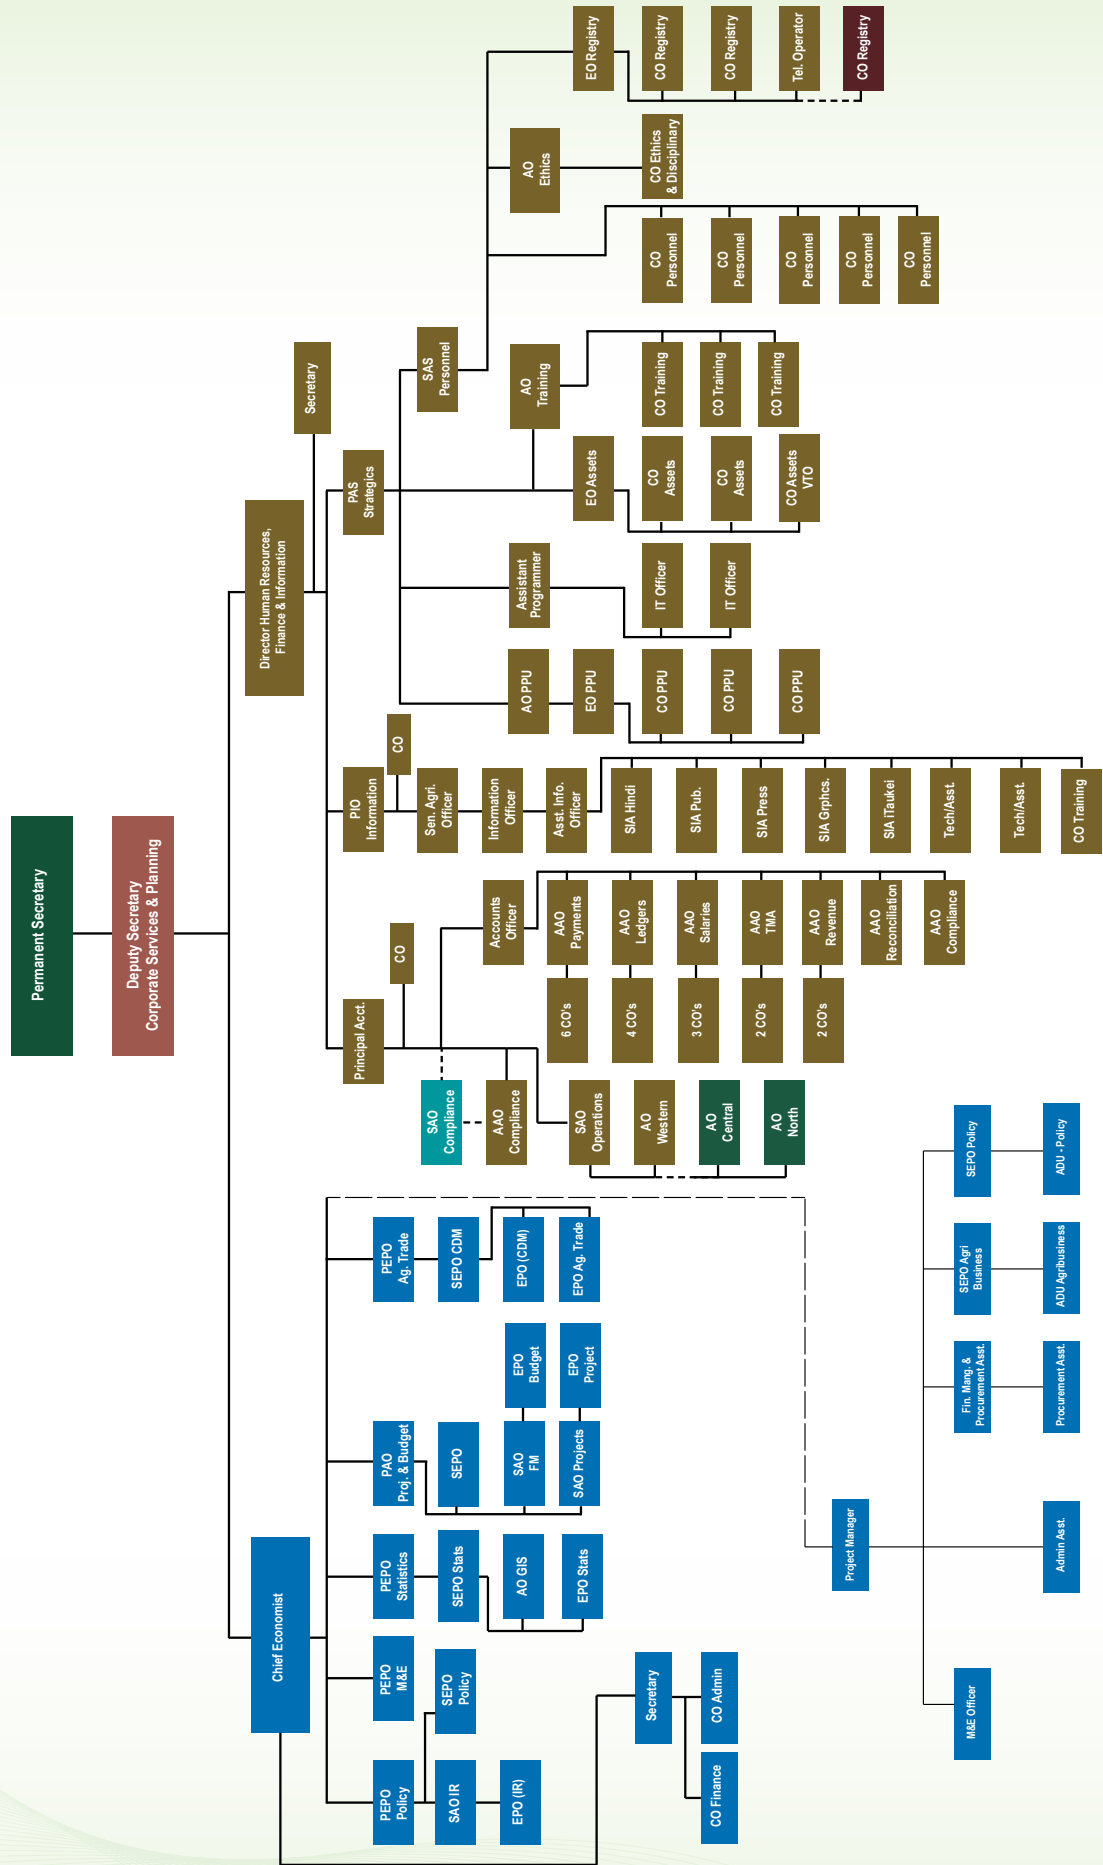 Permanent Secretary
Deputy Secretary
Corporate Services & Planning
Chief Economist
Director Human Resources,
Finance & Information
Secretary
PEPO
Policy
PEPO
M&E
PEPO
Statistics
PAO
Proj. & Budget
PEPO
Ag. Trade
SAO IR
SEPO
Policy
SEPO Stats
SEPO
SEPO CDM
EPO (IR)
AO GIS
SAO
FM
EPO
Budget
EPO (CDM)
EPO Stats
SAO Projects
EPO
Project
EPO Ag. Trade
Secretary
CO Finance
CO Admin
Project Manager
M&E Officer
Fin. Mang. &
Procurement Asst.
SEPO Agri
Business
SEPO Policy
Admin Asst.
Procurement Asst.
ADU Agribusiness
ADU - Policy
Principal Acct.
CO
SAO
Compliance
AAO
Compliance
SAO
Operations
AO
Western
AO
Central
AO
North
Accounts
Officer
6 CO's
AAO
Payments
4 CO's
AAO
Ledgers
3 CO's
AAO
Salaries
2 CO's
AAO
TMA
2 CO's
AAO
Revenue
AAO
Reconciliation
AAO
Compliance
PIO
Information
CO
Sen. Agri.
Officer
Information
Officer
Asst. Info.
Officer
SIA Hindi
SIA Pub.
SIA Press
SIA Grphcs.
SIA iTaukei
Tech/Asst.
Tech/Asst.
CO Training
PAS
Strategics
AO PPU
EO PPU
CO PPU
CO PPU
CO PPU
Assistant
Programmer
IT Officer
IT Officer
EO Assets
CO
Assets
CO
Assets
CO Assets
VTO
AO
Training
CO Training
CO Training
CO Training
SAS
Personnel
CO
Personnel
CO
Personnel
CO
Personnel
CO
Personnel
CO
Personnel
AO
Ethics
CO Ethics
& Disciplinary
EO Registry
CO Registry
CO Registry
Tel. Operator
CO Registry